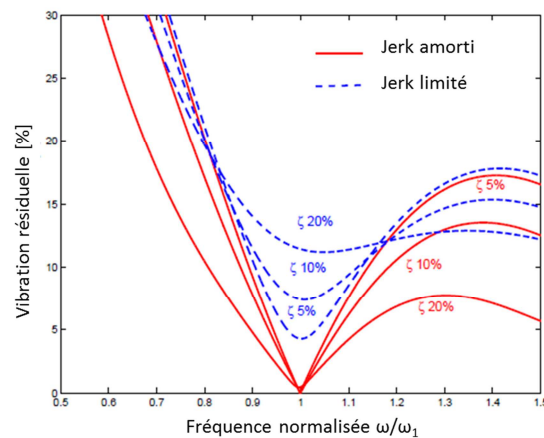 30
25
20
15
10
5
0
0.5 0.6 0.7 0.8 0.9 1 1.1 1.2 1.3 1.4 1.5
Vibration résiduelle [%]
Fréquence normalisée ω/ω₁
Jerk amorti
Jerk limité
ζ 5%
ζ 20%
ζ 10%
ζ 10%
ζ 5%
ζ 20%